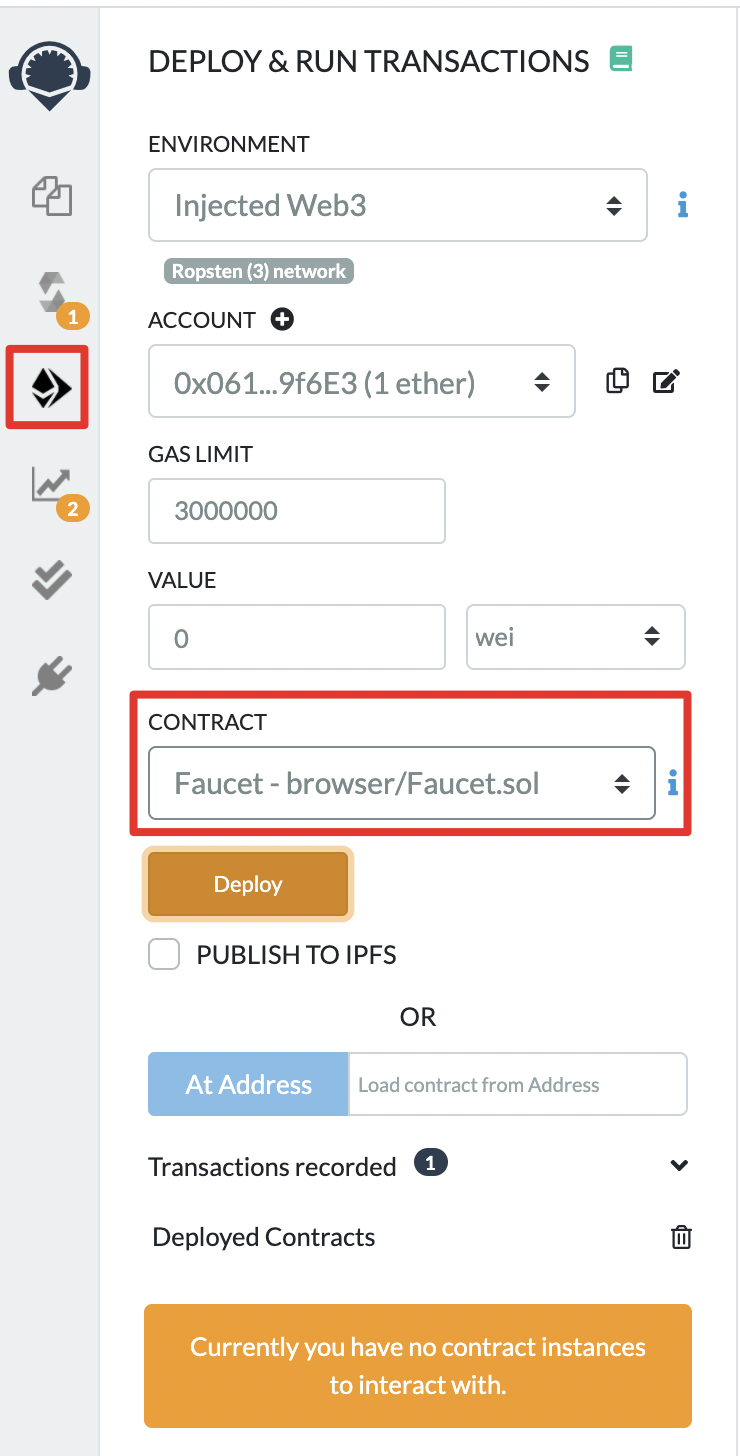 DEPLOY & RUN TRANSACTIONS
ENVIRONMENT
Injected Web3
Ropsten (3) network
1
ACCOUNT
0x061...9f6E3 (1 ether)
GAS LIMIT
3000000
2
VALUE
0 wei
CONTRACT
Faucet - browser/Faucet.sol
Deploy
PUBLISH TO IPFS
OR
At Address Load contract from Address
Transactions recorded 1
Deployed Contracts
Currently you have no contract instances
to interact with.